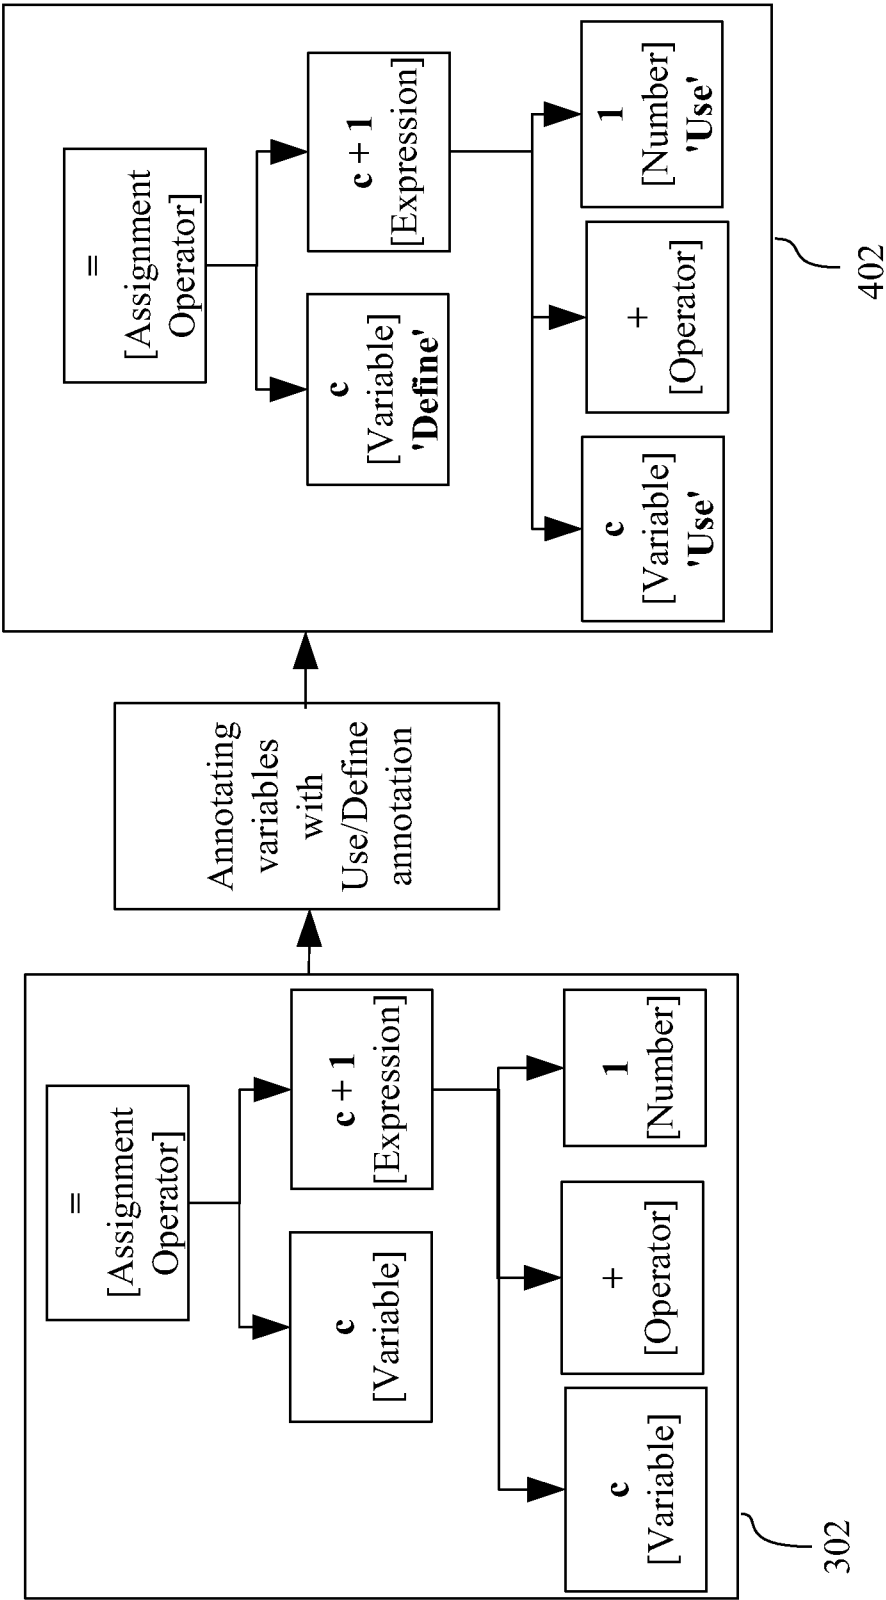 =
[Assignment
Operator]
c
[Variable]
c + 1
[Expression]
c
[Variable]
+
[Operator]
1
[Number]
302
Annotating
variables
with
Use/Define
annotation
=
[Assignment
Operator]
c
[Variable]
'Define'
c + 1
[Expression]
c
[Variable]
'Use'
+
[Operator]
1
[Number]
'Use'
402